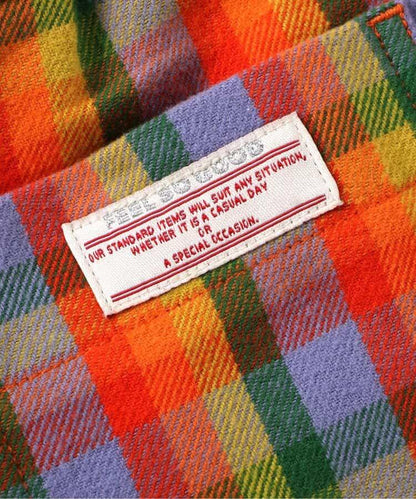 FEEL SO GOOD
OUR STANDARD ITEMS WILL SUIT ANY SITUATION,
WHETHER IT IS A CASUAL DAY
OR
A SPECIAL OCCASION.